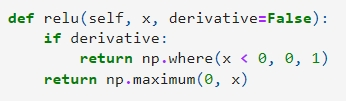 def relu(self, x, derivative=False):
    if derivative:
        return np.where(x < 0, 0, 1)
    return np.maximum(0, x)